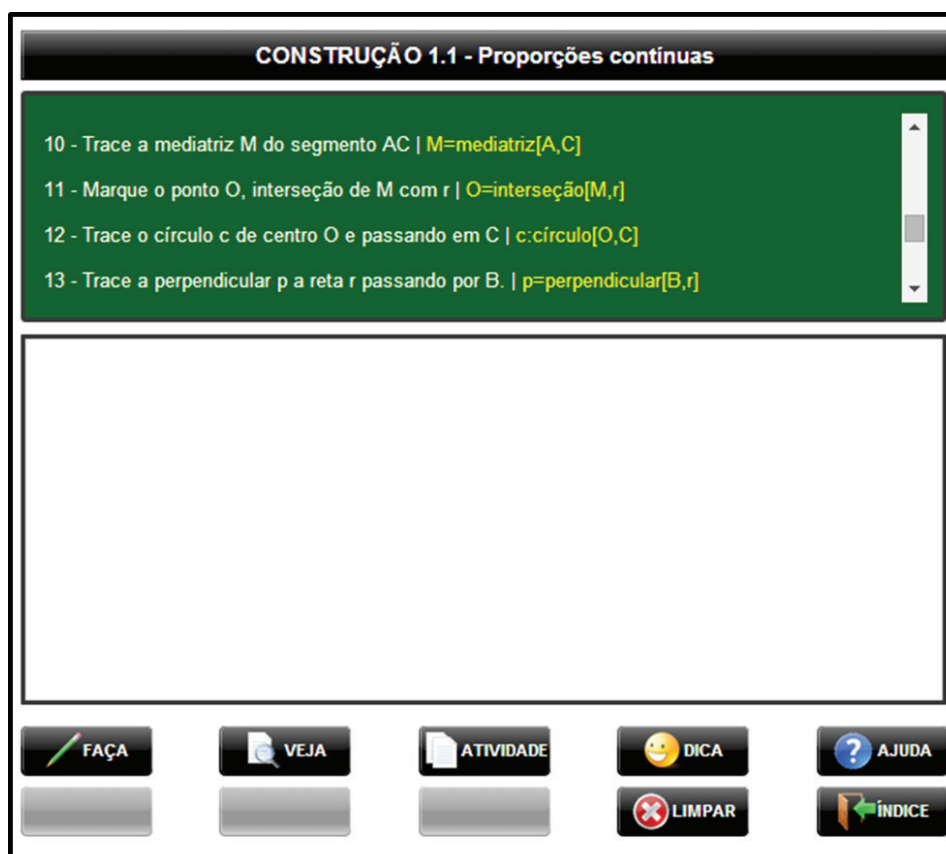 CONSTRUÇÃO 1.1 - Proporções contínuas
10 - Trace a mediatriz M do segmento AC | M=mediatriz[A,C]
11 - Marque o ponto O, interseção de M com r | O=interseção[M,r]
12 - Trace o círculo c de centro O e passando em C | c:círculo[O,C]
13 - Trace a perpendicular p a reta r passando por B. | p=perpendicular[B,r]
FAÇA VEJA ATIVIDADE DICA AJUDA
LIMPAR ÍNDICE